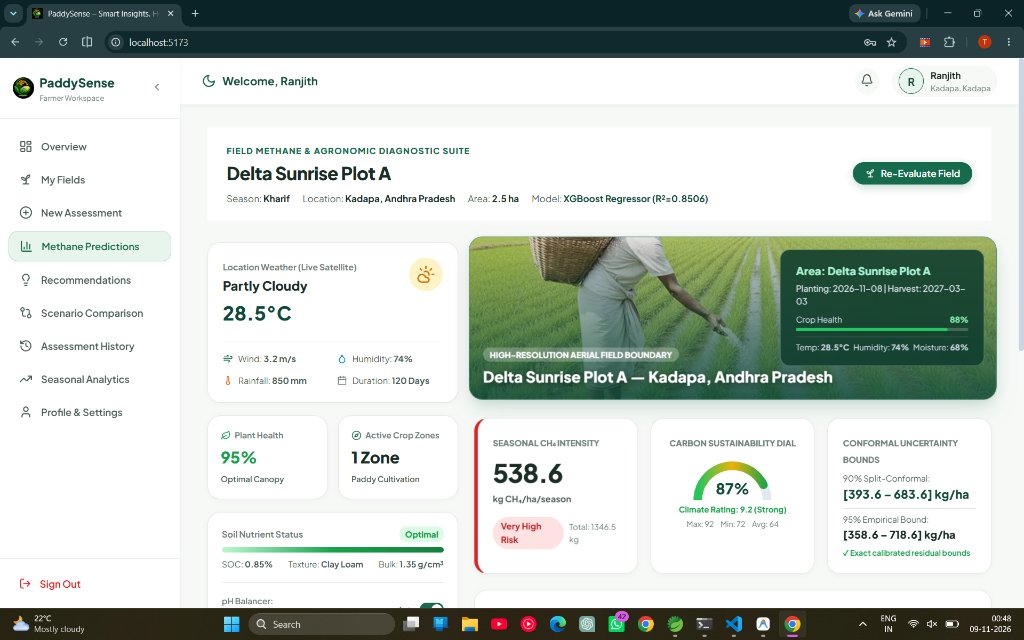 PaddySense – Smart Insights. H
Ask Gemini
localhost:5173
T
PaddySense
Farmer Workspace
Overview
My Fields
New Assessment
Methane Predictions
Recommendations
Scenario Comparison
Assessment History
Seasonal Analytics
Profile & Settings
Sign Out
Welcome, Ranjith
R
Ranjith
Kadapa, Kadapa
FIELD METHANE & AGRONOMIC DIAGNOSTIC SUITE
Delta Sunrise Plot A
Season: Kharif Location: Kadapa, Andhra Pradesh Area: 2.5 ha Model: XGBoost Regressor (R²=0.8506)
Re-Evaluate Field
Location Weather (Live Satellite)
Partly Cloudy
28.5°C
Wind: 3.2 m/s Humidity: 74%
Rainfall: 850 mm Duration: 120 Days
Area: Delta Sunrise Plot A
Planting: 2026-11-08 | Harvest: 2027-03-
03
Crop Health 88%
Temp: 28.5°C Humidity: 74% Moisture: 68%
HIGH-RESOLUTION AERIAL FIELD BOUNDARY
Delta Sunrise Plot A — Kadapa, Andhra Pradesh
Plant Health
95%
Optimal Canopy
Active Crop Zones
1 Zone
Paddy Cultivation
SEASONAL CH₄ INTENSITY
538.6
kg CH₄/ha/season
Very High
Risk
Total: 1346.5
kg
CARBON SUSTAINABILITY DIAL
87%
Climate Rating: 9.2 (Strong)
Max: 92 Min: 72 Avg: 64
CONFORMAL UNCERTAINTY
BOUNDS
90% Split-Conformal:
[393.6 – 683.6] kg/ha
95% Empirical Bound:
[358.6 – 718.6] kg/ha
✓ Exact calibrated residual bounds
Soil Nutrient Status Optimal
SOC: 0.85% Texture: Clay Loam Bulk: 1.35 g/cm³
pH Balancer:
22°C
Mostly cloudy
Search
42
ENG
IN
00:48
09-11-2026